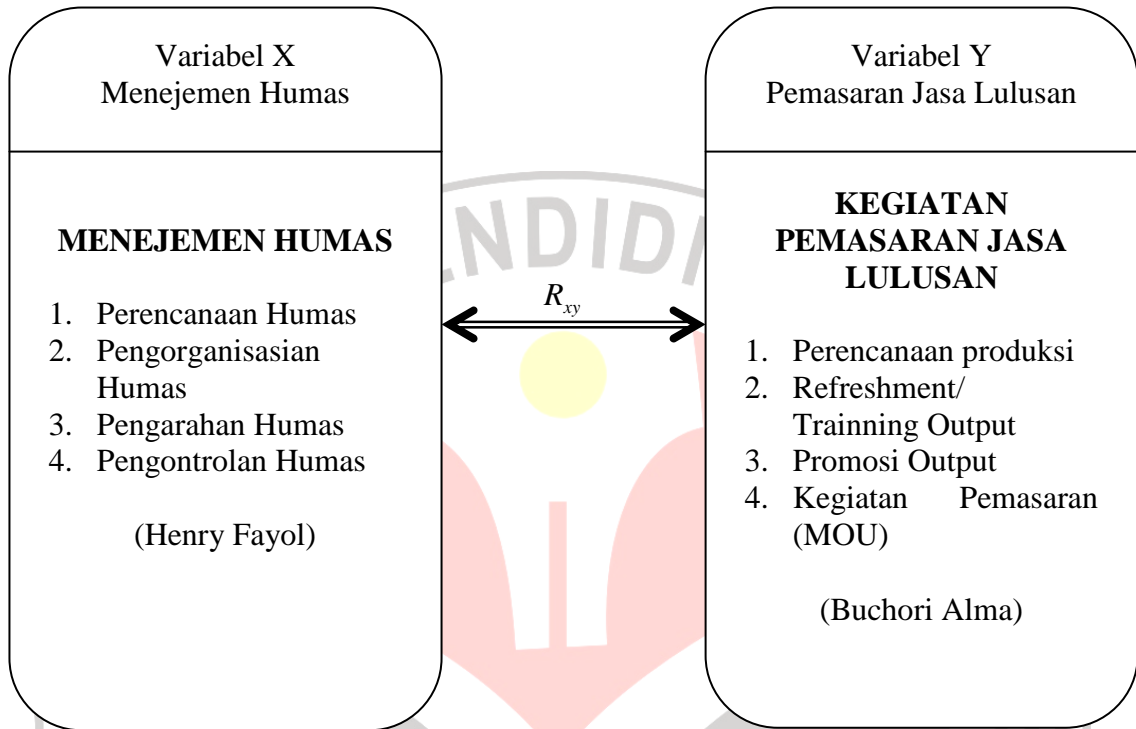 Variabel X
Menejemen Humas
MENEJEMEN HUMAS
1. Perencanaan Humas
2. Pengorganisasian
Humas
3. Pengarahan Humas
4. Pengontrolan Humas
(Henry Fayol)
ENDIDI
R_xy
Variabel Y
Pemasaran Jasa Lulusan
KEGIATAN
PEMASARAN JASA
LULUSAN
1. Perencanaan produksi
2. Refreshment/
Trainning Output
3. Promosi Output
4. Kegiatan Pemasaran
(MOU)
(Buchori Alma)